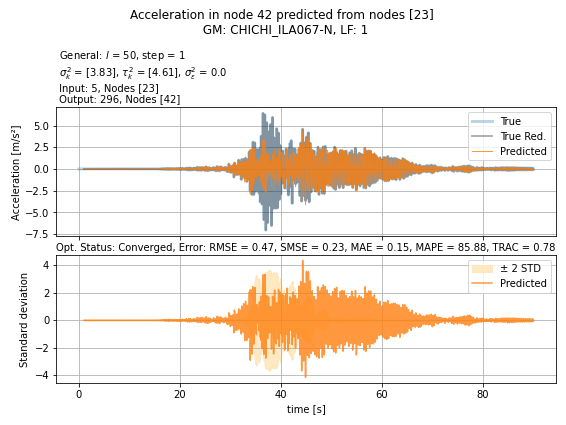 Acceleration in node 42 predicted from nodes [23]
GM: CHICHI_ILA067-N, LF: 1
General: l = 50, step = 1
σ²ₖ = [3.83], τ²ₖ = [4.61], σ²ε = 0.0
Input: 5, Nodes [23]
Output: 296, Nodes [42]
Acceleration [m/s²]
5.0
2.5
0.0
−2.5
−5.0
−7.5
True
True Red.
Predicted
Opt. Status: Converged, Error: RMSE = 0.47, SMSE = 0.23, MAE = 0.15, MAPE = 85.88, TRAC = 0.78
Standard deviation
4
2
0
−2
−4
± 2 STD
Predicted
0 20 40 60 80
time [s]